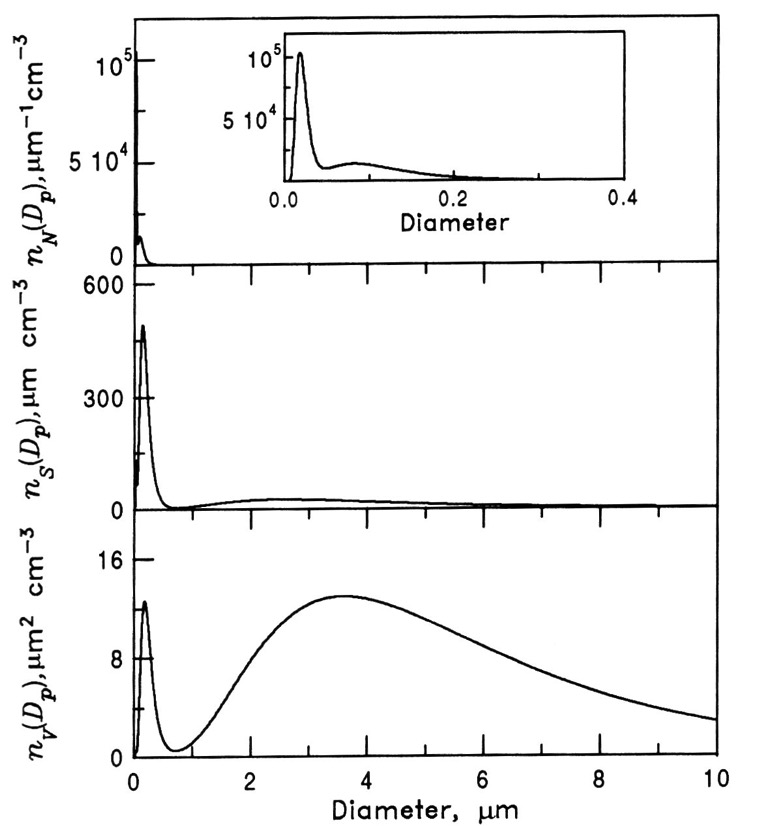 n_N(D_p), μm⁻¹cm⁻³
10⁵
5 10⁴
0
10⁵
5 10⁴
0.0 0.2 0.4
Diameter
n_S(D_p), μm cm⁻³
600
300
0
n_V(D_p), μm² cm⁻³
16
8
0
0 2 4 6 8 10
Diameter, μm